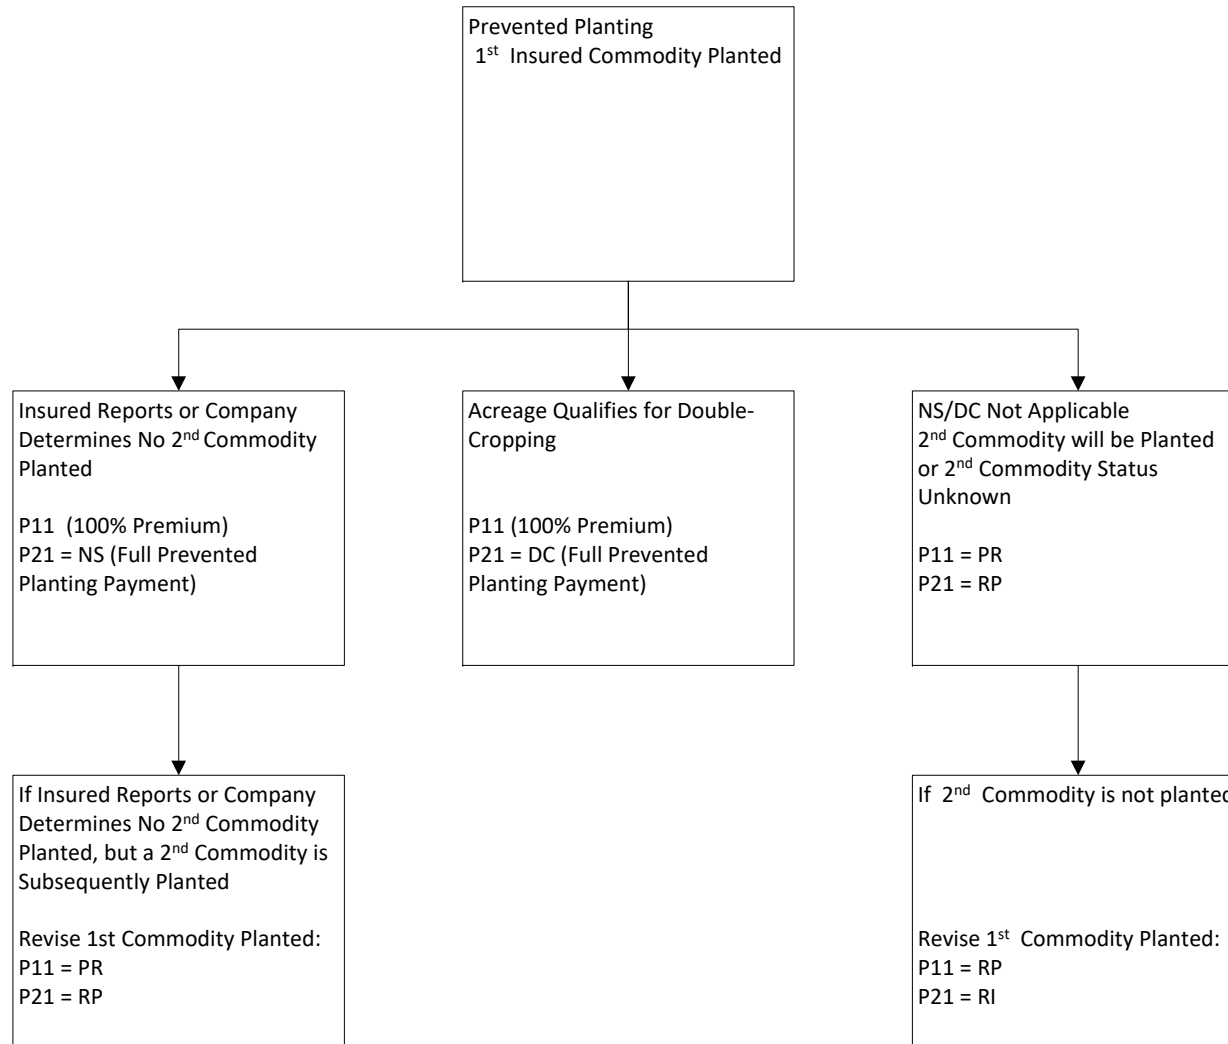 Prevented Planting
1st Insured Commodity Planted
Insured Reports or Company
Determines No 2nd Commodity
Planted
P11 (100% Premium)
P21 = NS (Full Prevented
Planting Payment)
Acreage Qualifies for Double-
Cropping
P11 (100% Premium)
P21 = DC (Full Prevented
Planting Payment)
NS/DC Not Applicable
2nd Commodity will be Planted
or 2nd Commodity Status
Unknown
P11 = PR
P21 = RP
If Insured Reports or Company
Determines No 2nd Commodity
Planted, but a 2nd Commodity is
Subsequently Planted
Revise 1st Commodity Planted:
P11 = PR
P21 = RP
If 2nd Commodity is not planted
Revise 1st Commodity Planted:
P11 = RP
P21 = RI